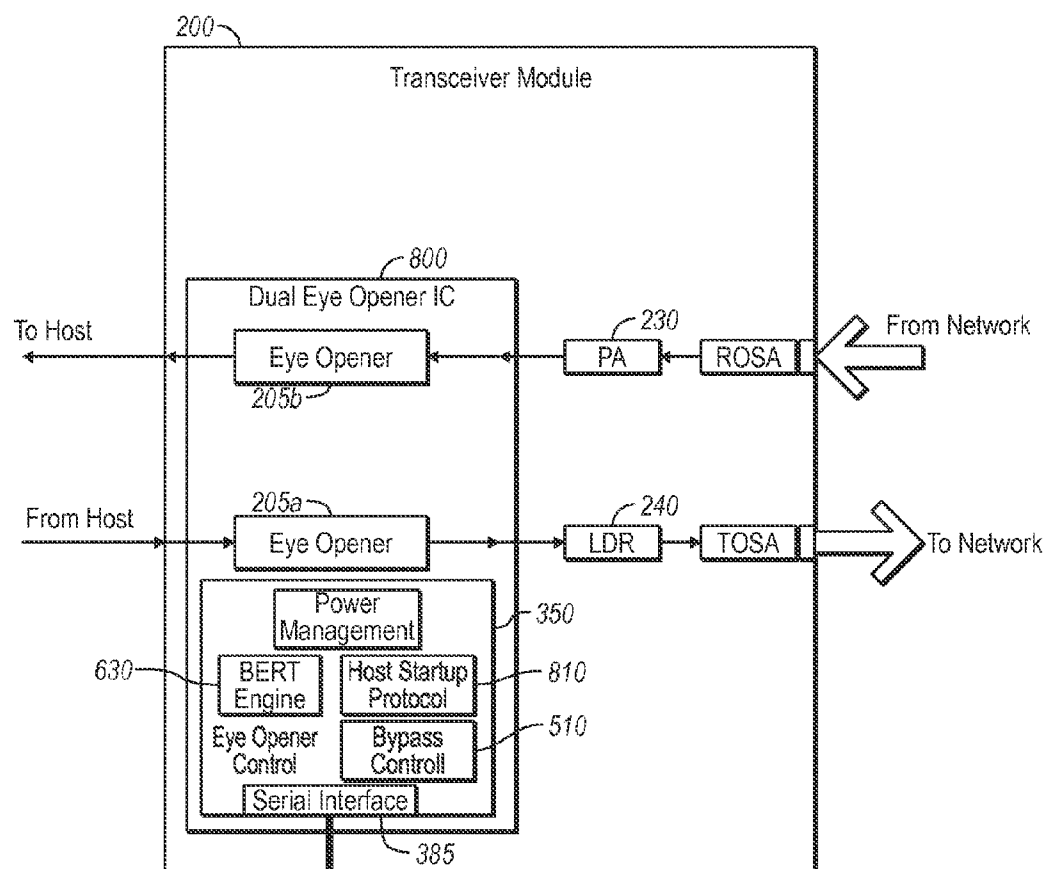 200
Transceiver Module
800
Dual Eye Opener IC
To Host
Eye Opener
205b
230
PA
ROSA
From Network
From Host
205a
Eye Opener
240
LDR
TOSA
To Network
Power
Management
350
630
BERT
Engine
Host Startup
Protocol
810
Eye Opener
Control
Bypass
Controll
510
Serial Interface
385